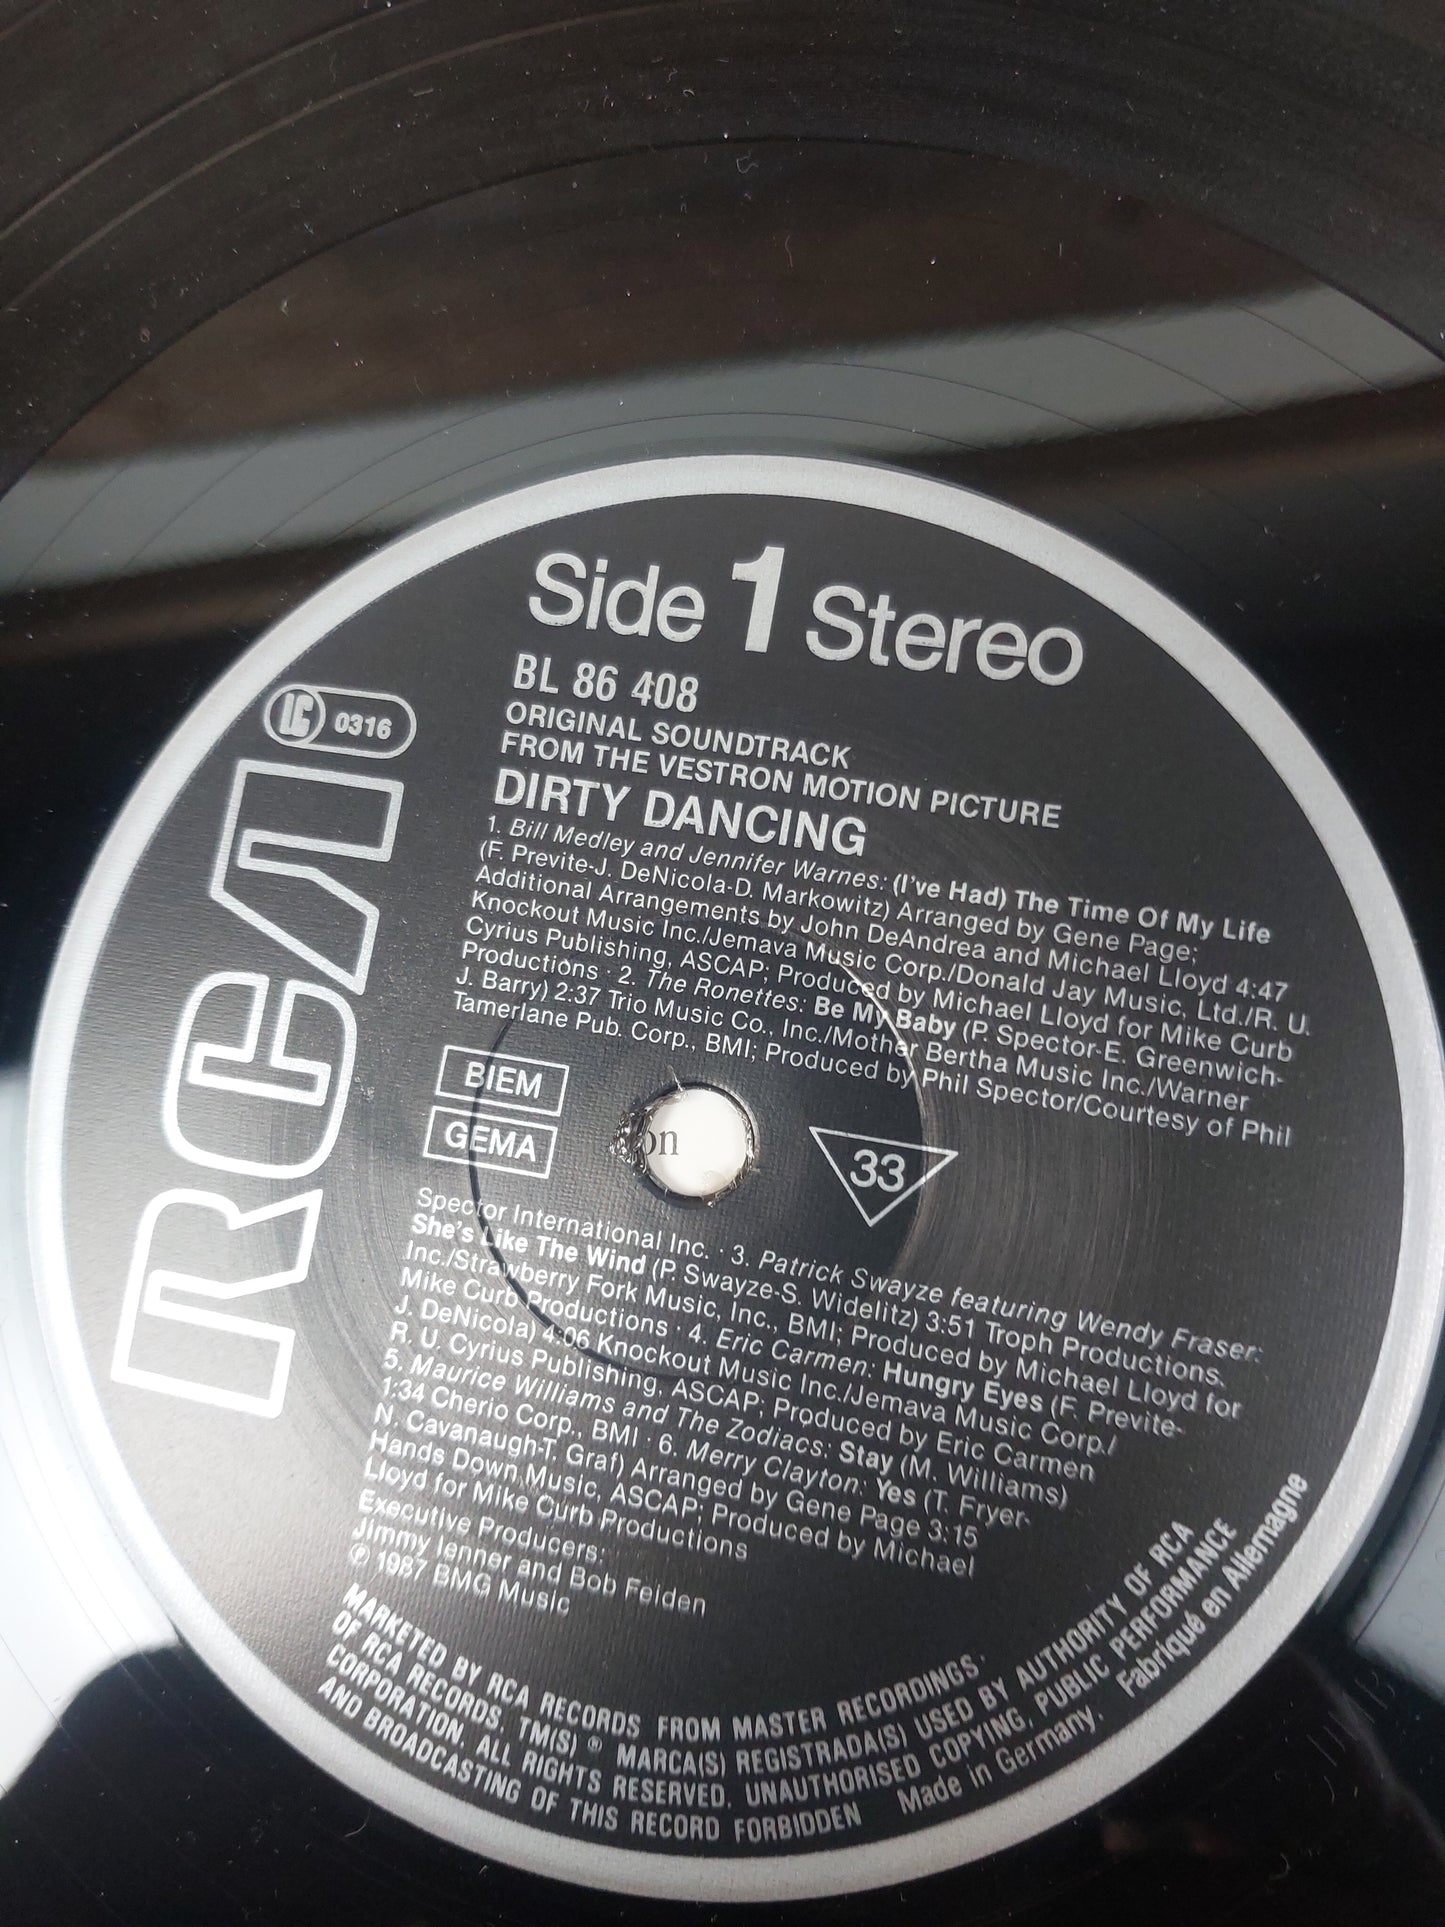 Side 1 Stereo
BL 86 408
ORIGINAL SOUNDTRACK
FROM THE VESTRON MOTION PICTURE
DIRTY DANCING
1. Bill Medley and Jennifer Warnes: (I've Had) The Time Of My Life
(F. Previte-J. DeNicola-D. Markowitz) Arranged by Gene Page;
Additional Arrangements by John DeAndrea and Michael Lloyd 4:47
Knockout Music Inc./Jemava Music Corp./Donald Jay Music, Ltd./R. U.
Cyrius Publishing, ASCAP; Produced by Michael Lloyd for Mike Curb
Productions · 2. The Ronettes: Be My Baby (P. Spector-E. Greenwich-
J. Barry) 2:37 Trio Music Co., Inc./Mother Bertha Music Inc./Warner
Tamerlane Pub. Corp., BMI; Produced by Phil Spector/Courtesy of Phil
BIEM
GEMA
on
33
Spector International Inc. · 3. Patrick Swayze featuring Wendy Fraser:
She's Like The Wind (P. Swayze-S. Widelitz) 3:51 Troph Productions.
Inc./Strawberry Fork Music, Inc., BMI; Produced by Michael Lloyd for
Mike Curb Productions · 4. Eric Carmen: Hungry Eyes (F. Previte-
J. DeNicola) 4:06 Knockout Music Inc./Jemava Music Corp./
R. U. Cyrius Publishing, ASCAP; Produced by Eric Carmen
5. Maurice Williams and The Zodiacs: Stay (M. Williams)
1:34 Cherio Corp., BMI · 6. Merry Clayton: Yes (T. Fryer-
N. Cavanaugh-T. Graf) Arranged by Gene Page 3:15
Hands Down Music, ASCAP; Produced by Michael
Lloyd for Mike Curb Productions
Executive Producers:
Jimmy Ienner and Bob Feiden
℗ 1987 BMG Music
LC 0316
RCA
MARKETED BY RCA RECORDS FROM MASTER RECORDINGS.
OF RCA RECORDS, TM(S) ® MARCA(S) REGISTRADA(S) USED BY AUTHORITY OF RCA
CORPORATION. ALL RIGHTS RESERVED. UNAUTHORISED COPYING, PUBLIC PERFORMANCE
AND BROADCASTING OF THIS RECORD FORBIDDEN Made in Germany. Fabriqué en Allemagne